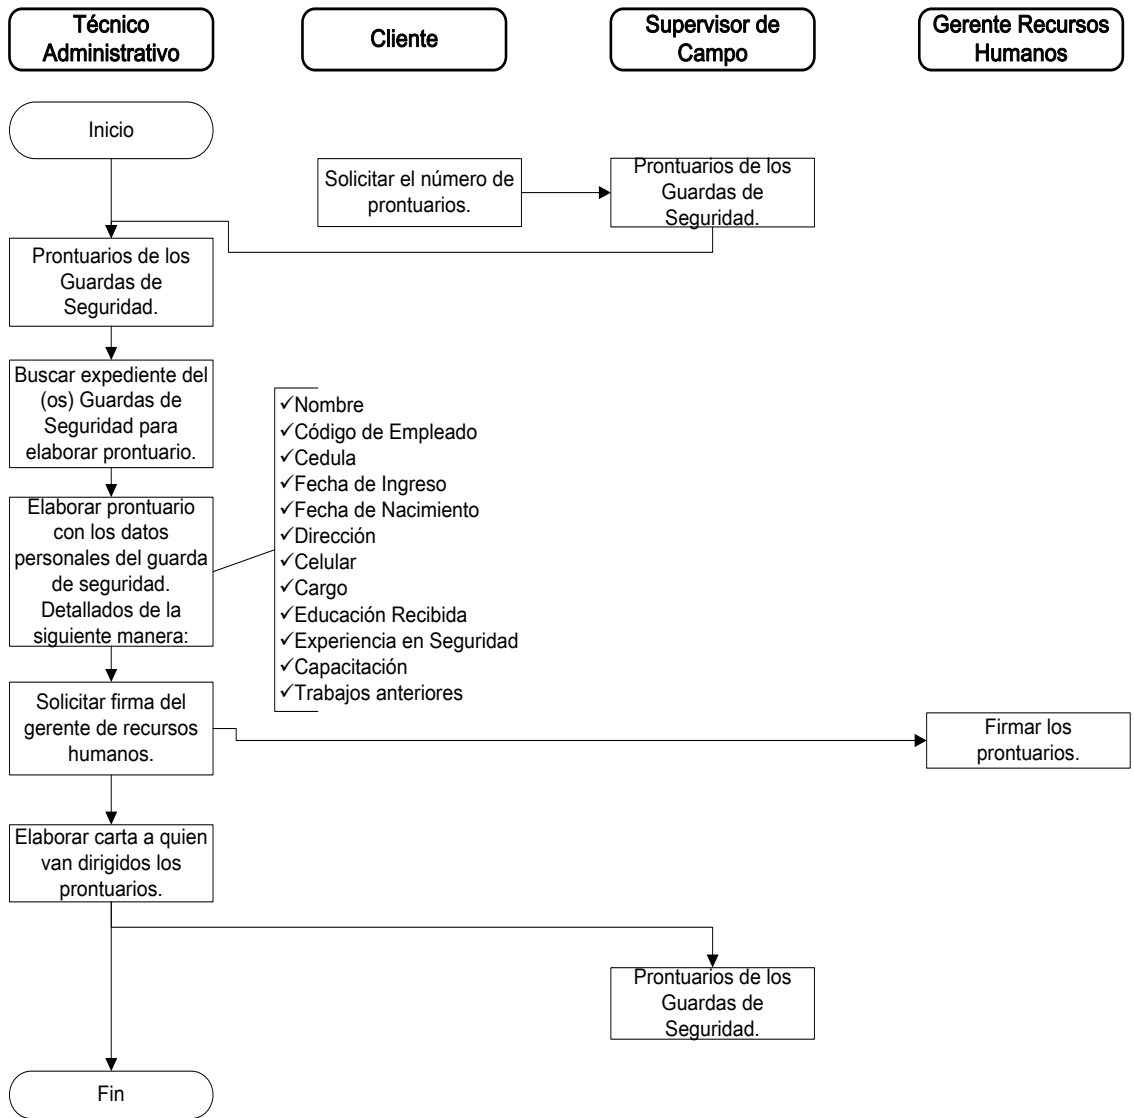 Técnico
Administrativo
Cliente
Supervisor de
Campo
Gerente Recursos
Humanos
Inicio
Solicitar el número de
prontuarios.
Prontuarios de los
Guardas de
Seguridad.
Prontuarios de los
Guardas de
Seguridad.
Buscar expediente del
(os) Guardas de
Seguridad para
elaborar prontuario.
Elaborar prontuario
con los datos
personales del guarda
de seguridad.
Detallados de la
siguiente manera:
✓Nombre
✓Código de Empleado
✓Cedula
✓Fecha de Ingreso
✓Fecha de Nacimiento
✓Dirección
✓Celular
✓Cargo
✓Educación Recibida
✓Experiencia en Seguridad
✓Capacitación
✓Trabajos anteriores
Solicitar firma del
gerente de recursos
humanos.
Firmar los
prontuarios.
Elaborar carta a quien
van dirigidos los
prontuarios.
Prontuarios de los
Guardas de
Seguridad.
Fin